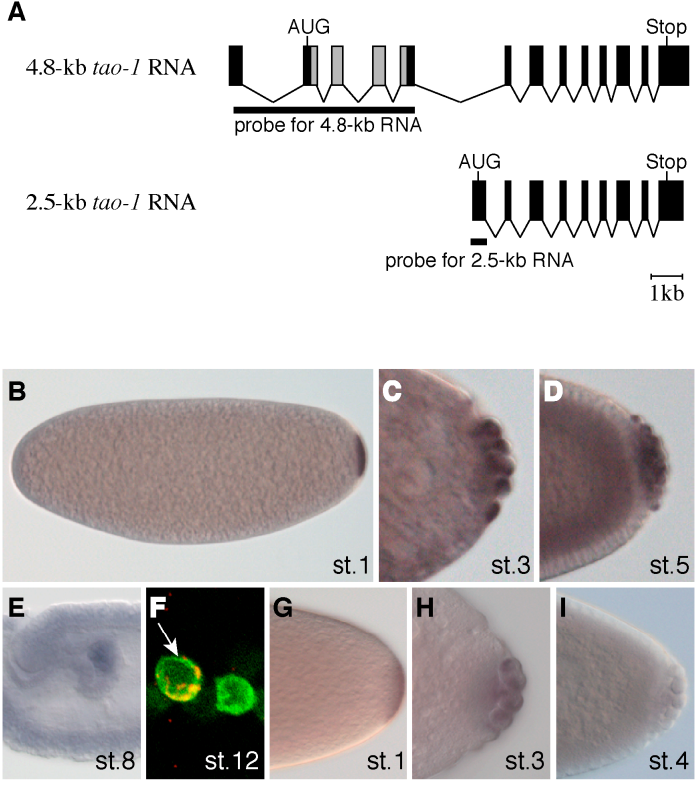 A
AUG Stop
4.8-kb tao-1 RNA
probe for 4.8-kb RNA
AUG Stop
2.5-kb tao-1 RNA
probe for 2.5-kb RNA
1kb
B C D
st.1 st.3 st.5
E F G H I
st.8 st.12 st.1 st.3 st.4